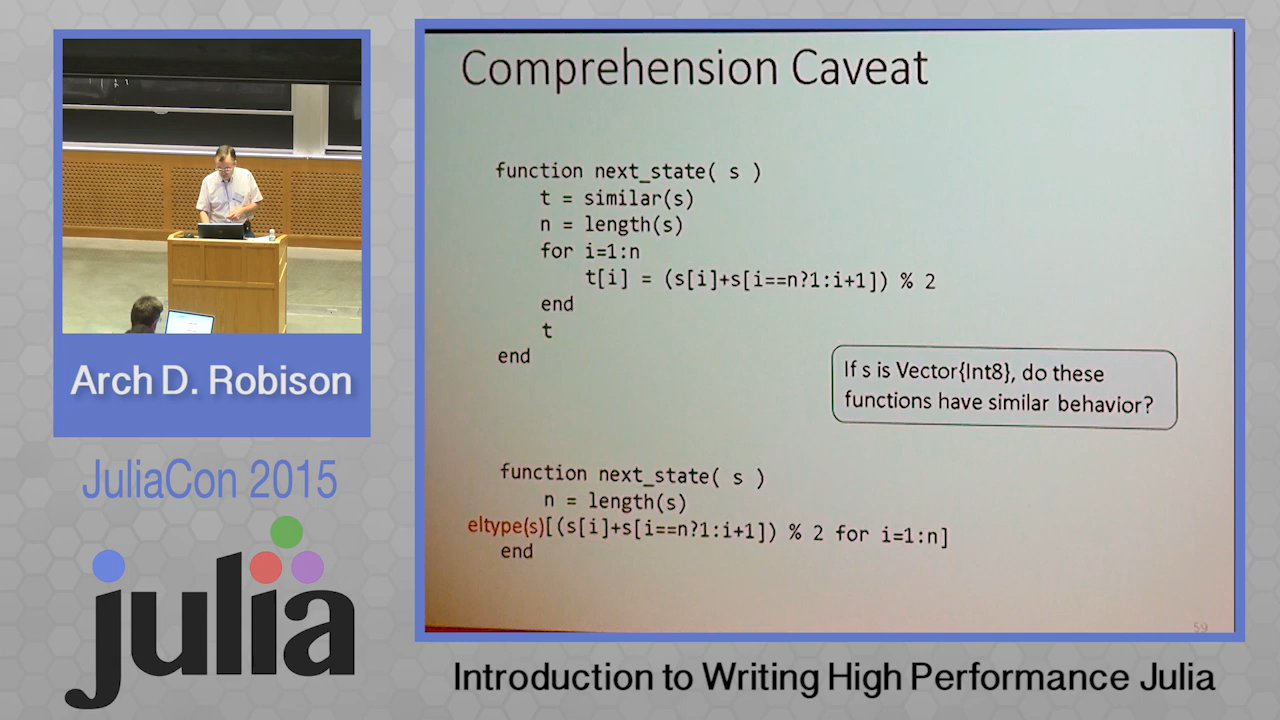 Comprehension Caveat
function next_state( s )
t = similar(s)
n = length(s)
for i=1:n
t[i] = (s[i]+s[i==n?1:i+1]) % 2
end
t
end
If s is Vector{Int8}, do these
functions have similar behavior?
function next_state( s )
n = length(s)
eltype(s)[(s[i]+s[i==n?1:i+1]) % 2 for i=1:n]
end
59
Arch D. Robison
JuliaCon 2015
julia
Introduction to Writing High Performance Julia